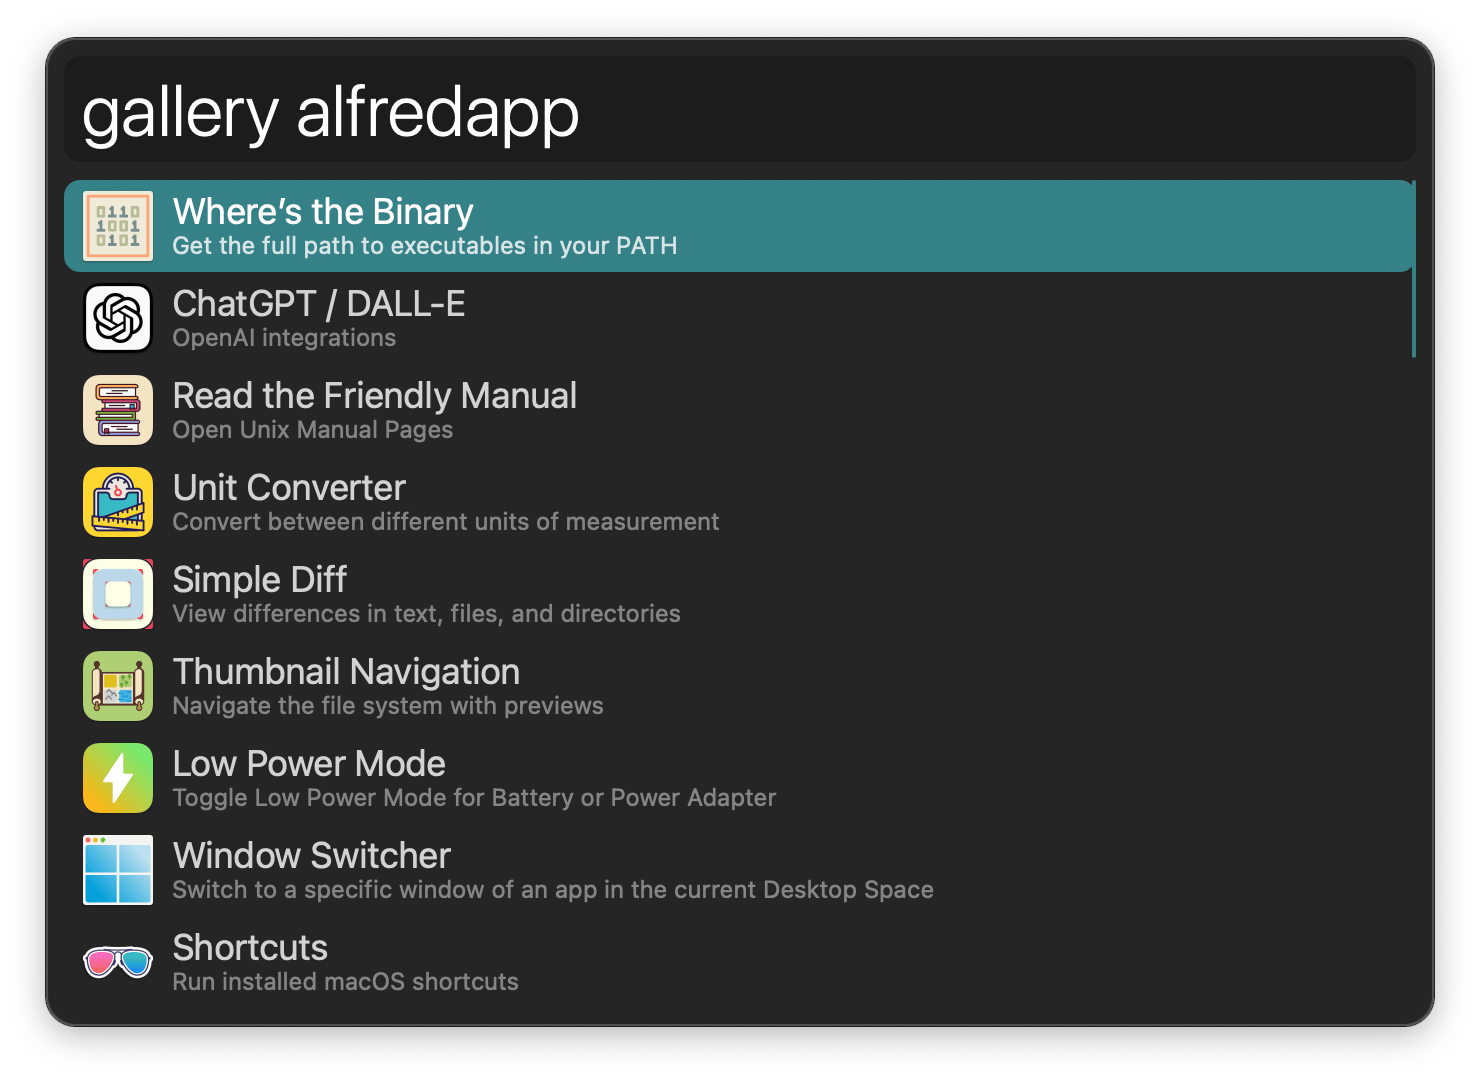 gallery alfredapp
0110
1001
0101
Where’s the Binary
Get the full path to executables in your PATH
ChatGPT / DALL-E
OpenAI integrations
Read the Friendly Manual
Open Unix Manual Pages
Unit Converter
Convert between different units of measurement
Simple Diff
View differences in text, files, and directories
Thumbnail Navigation
Navigate the file system with previews
Low Power Mode
Toggle Low Power Mode for Battery or Power Adapter
Window Switcher
Switch to a specific window of an app in the current Desktop Space
Shortcuts
Run installed macOS shortcuts